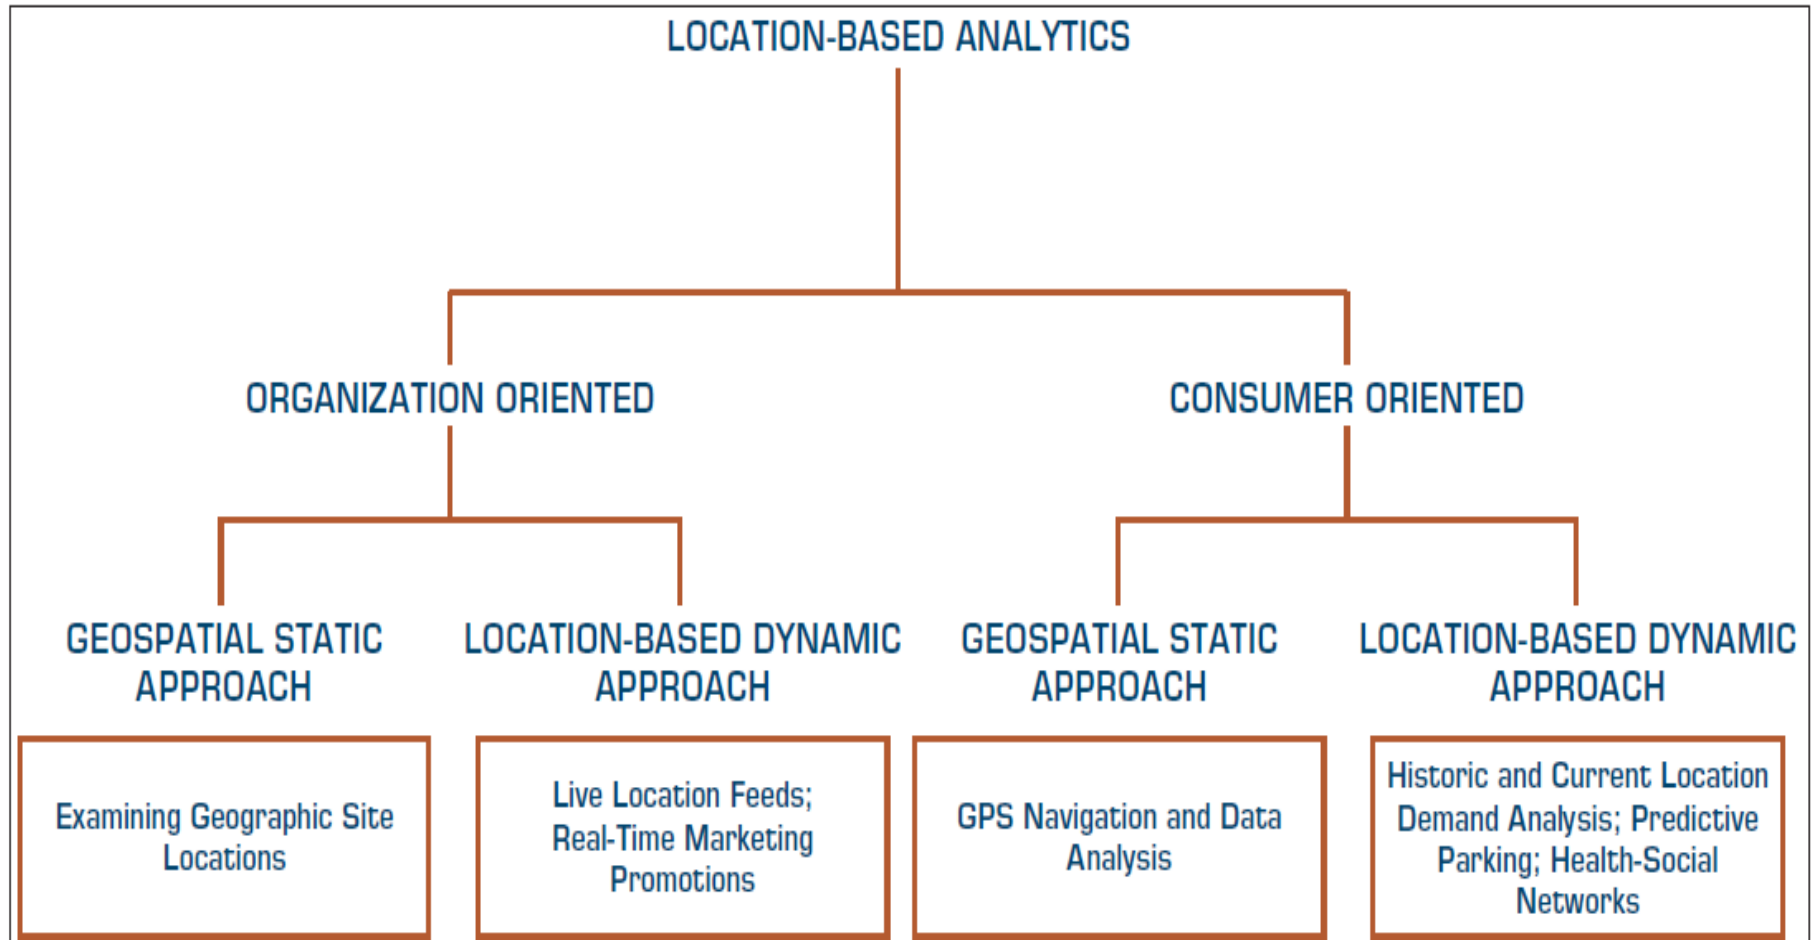 LOCATION-BASED ANALYTICS
ORGANIZATION ORIENTED
CONSUMER ORIENTED
GEOSPATIAL STATIC
APPROACH
LOCATION-BASED DYNAMIC
APPROACH
GEOSPATIAL STATIC
APPROACH
LOCATION-BASED DYNAMIC
APPROACH
Examining Geographic Site
Locations
Live Location Feeds;
Real-Time Marketing
Promotions
GPS Navigation and Data
Analysis
Historic and Current Location
Demand Analysis; Predictive
Parking; Health-Social
Networks